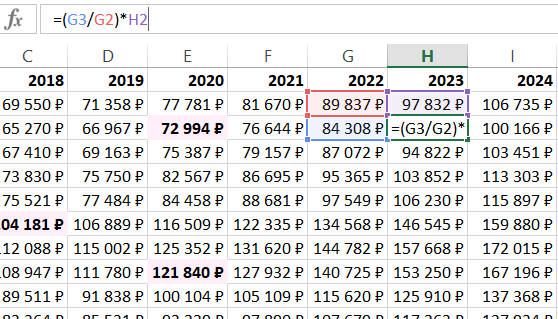 fx =(G3/G2)*H2
C D E F G H I
2018 2019 2020 2021 2022 2023 2024
69 550 ₽ 71 358 ₽ 77 781 ₽ 81 670 ₽ 89 837 ₽ 97 832 ₽ 106 735 ₽
65 270 ₽ 66 967 ₽ 72 994 ₽ 76 644 ₽ 84 308 ₽ =(G3/G2)* 100 166 ₽
67 410 ₽ 69 163 ₽ 75 387 ₽ 79 157 ₽ 87 072 ₽ 94 822 ₽ 103 451 ₽
73 830 ₽ 75 750 ₽ 82 567 ₽ 86 695 ₽ 95 365 ₽ 103 852 ₽ 113 303 ₽
75 521 ₽ 77 484 ₽ 84 458 ₽ 88 681 ₽ 97 549 ₽ 106 230 ₽ 115 897 ₽
04 181 ₽ 106 889 ₽ 116 509 ₽ 122 335 ₽ 134 568 ₽ 146 545 ₽ 159 880 ₽
12 088 ₽ 115 002 ₽ 125 352 ₽ 131 620 ₽ 144 782 ₽ 157 668 ₽ 172 015 ₽
08 947 ₽ 111 780 ₽ 121 840 ₽ 127 932 ₽ 140 725 ₽ 153 250 ₽ 167 196 ₽
89 511 ₽ 91 838 ₽ 100 104 ₽ 105 109 ₽ 115 620 ₽ 125 910 ₽ 137 368 ₽